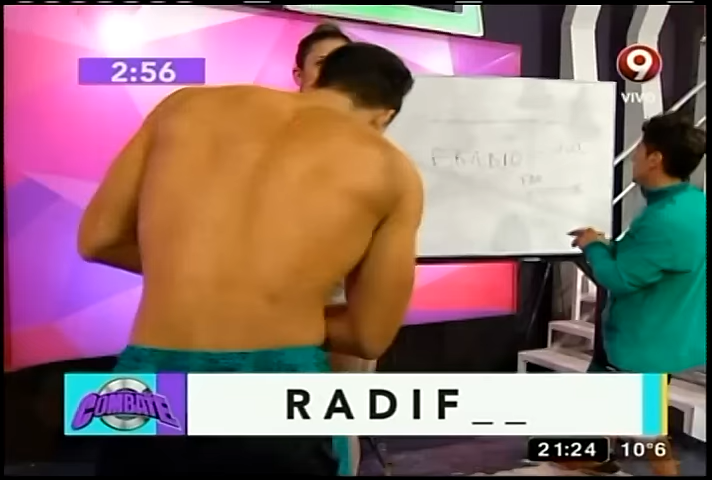 2:56
9
VIVO
COMBATE
RADIF__
21:24 10°6